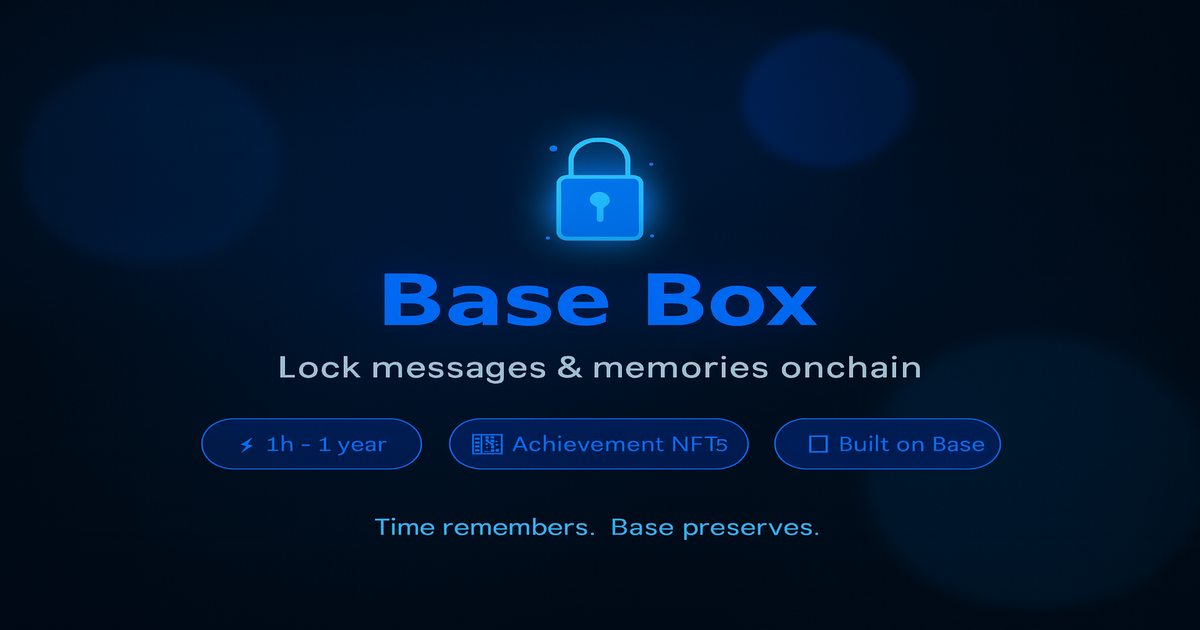 Base Box
Lock messages & memories onchain
⚡ 1h – 1 year
Achievement NFTs
Built on Base
Time remembers. Base preserves.